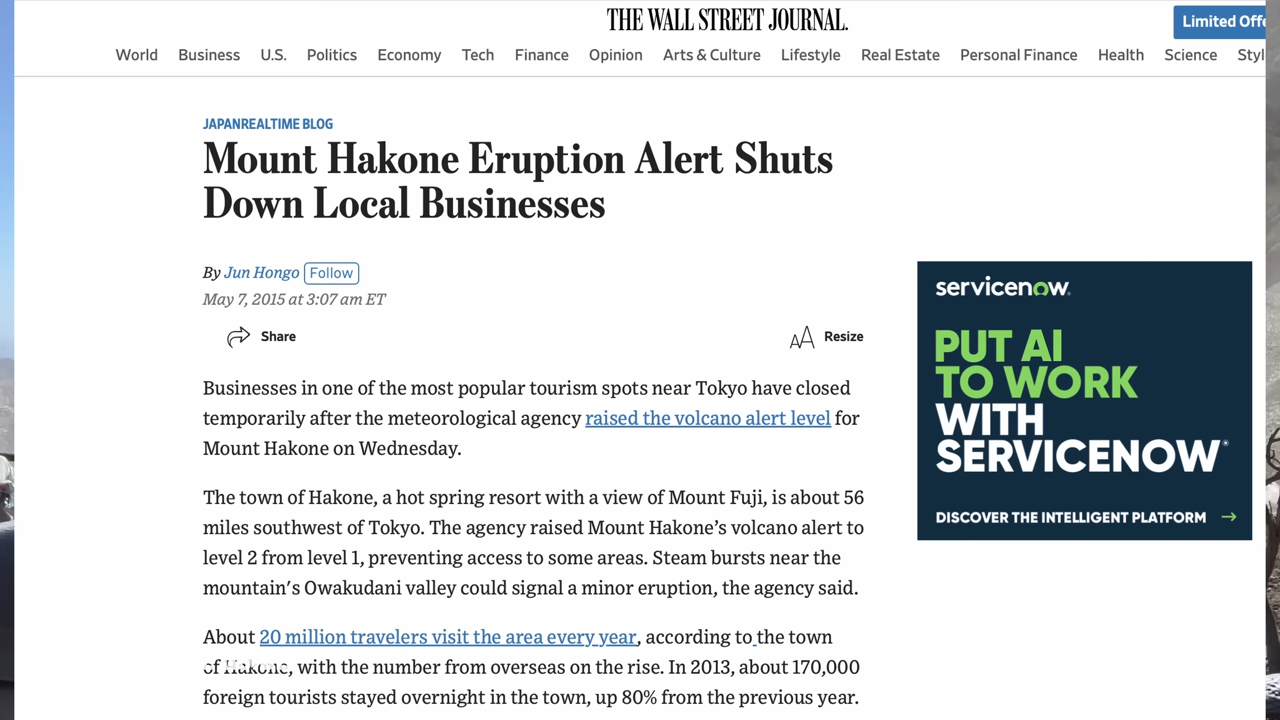 THE WALL STREET JOURNAL.
Limited Offe
World Business U.S. Politics Economy Tech Finance Opinion Arts & Culture Lifestyle Real Estate Personal Finance Health Science Styl
JAPANREALTIME BLOG
Mount Hakone Eruption Alert Shuts
Down Local Businesses
By Jun Hongo Follow
May 7, 2015 at 3:07 am ET
Share
Resize
Businesses in one of the most popular tourism spots near Tokyo have closed
temporarily after the meteorological agency raised the volcano alert level for
Mount Hakone on Wednesday.
The town of Hakone, a hot spring resort with a view of Mount Fuji, is about 56
miles southwest of Tokyo. The agency raised Mount Hakone’s volcano alert to
level 2 from level 1, preventing access to some areas. Steam bursts near the
mountain's Owakudani valley could signal a minor eruption, the agency said.
About 20 million travelers visit the area every year, according to the town
of Hakone, with the number from overseas on the rise. In 2013, about 170,000
foreign tourists stayed overnight in the town, up 80% from the previous year.
servicenow
PUT AI
TO WORK
WITH
SERVICENOW®
DISCOVER THE INTELLIGENT PLATFORM →